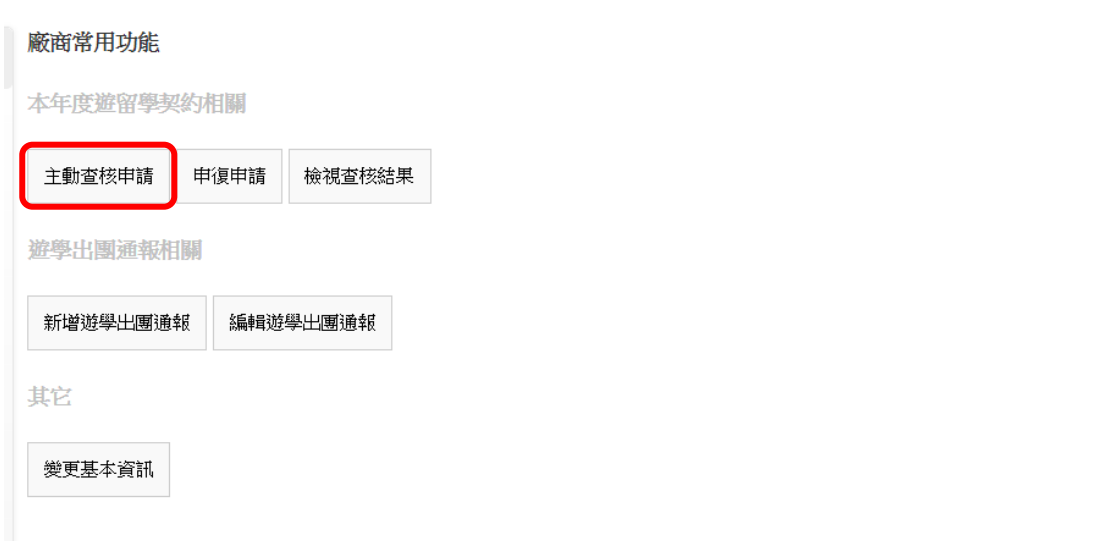 廠商常用功能
本年度遊留學契約相關
主動查核申請 申復申請 檢視查核結果
遊學出團通報相關
新增遊學出團通報 編輯遊學出團通報
其它
變更基本資訊